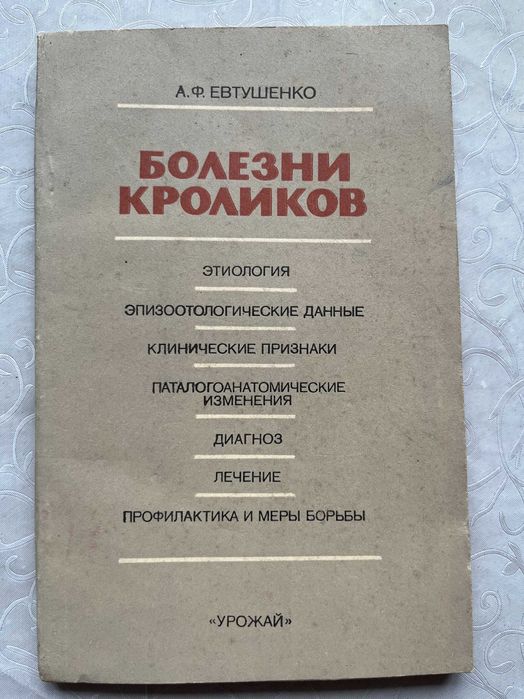 А.Ф. ЕВТУШЕНКО
БОЛЕЗНИ
КРОЛИКОВ
ЭТИОЛОГИЯ
ЭПИЗООТОЛОГИЧЕСКИЕ ДАННЫЕ
КЛИНИЧЕСКИЕ ПРИЗНАКИ
ПАТАЛОГОАНАТОМИЧЕСКИЕ
ИЗМЕНЕНИЯ
ДИАГНОЗ
ЛЕЧЕНИЕ
ПРОФИЛАКТИКА И МЕРЫ БОРЬБЫ
«УРОЖАЙ»